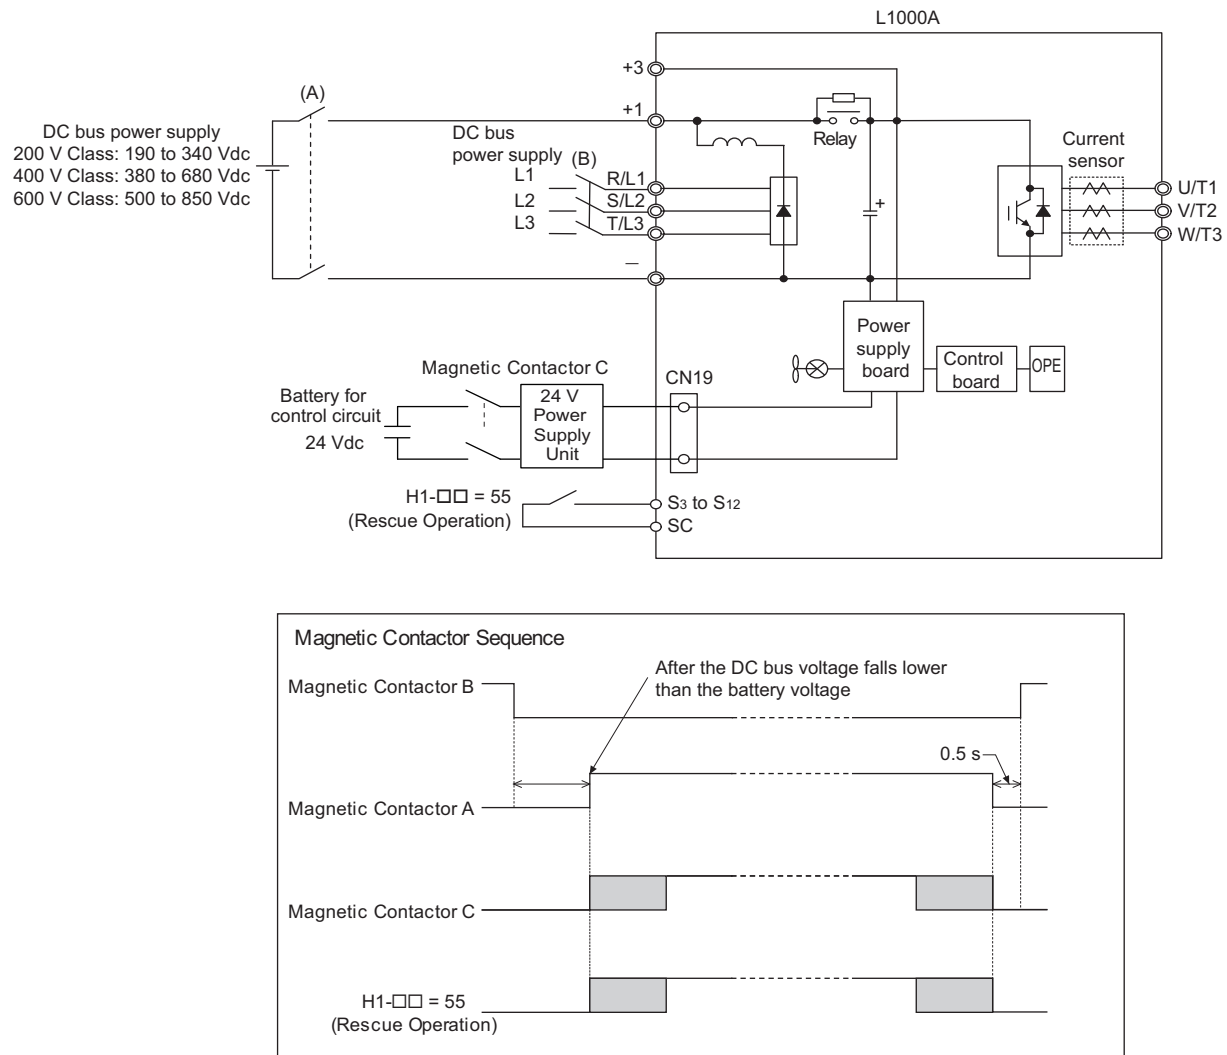 L1000A
+3
(A)
+1
DC bus power supply
200 V Class: 190 to 340 Vdc
400 V Class: 380 to 680 Vdc
600 V Class: 500 to 850 Vdc
DC bus
power supply
(B)
L1
L2
L3
R/L1
S/L2
T/L3
–
Relay
+
Current
sensor
U/T1
V/T2
W/T3
Power
supply
board
Control
board
OPE
Magnetic Contactor C
CN19
Battery for
control circuit
24 Vdc
24 V
Power
Supply
Unit
H1-□□ = 55
(Rescue Operation)
S3 to S12
SC
Magnetic Contactor Sequence
After the DC bus voltage falls lower
than the battery voltage
Magnetic Contactor B
0.5 s
Magnetic Contactor A
Magnetic Contactor C
H1-□□ = 55
(Rescue Operation)